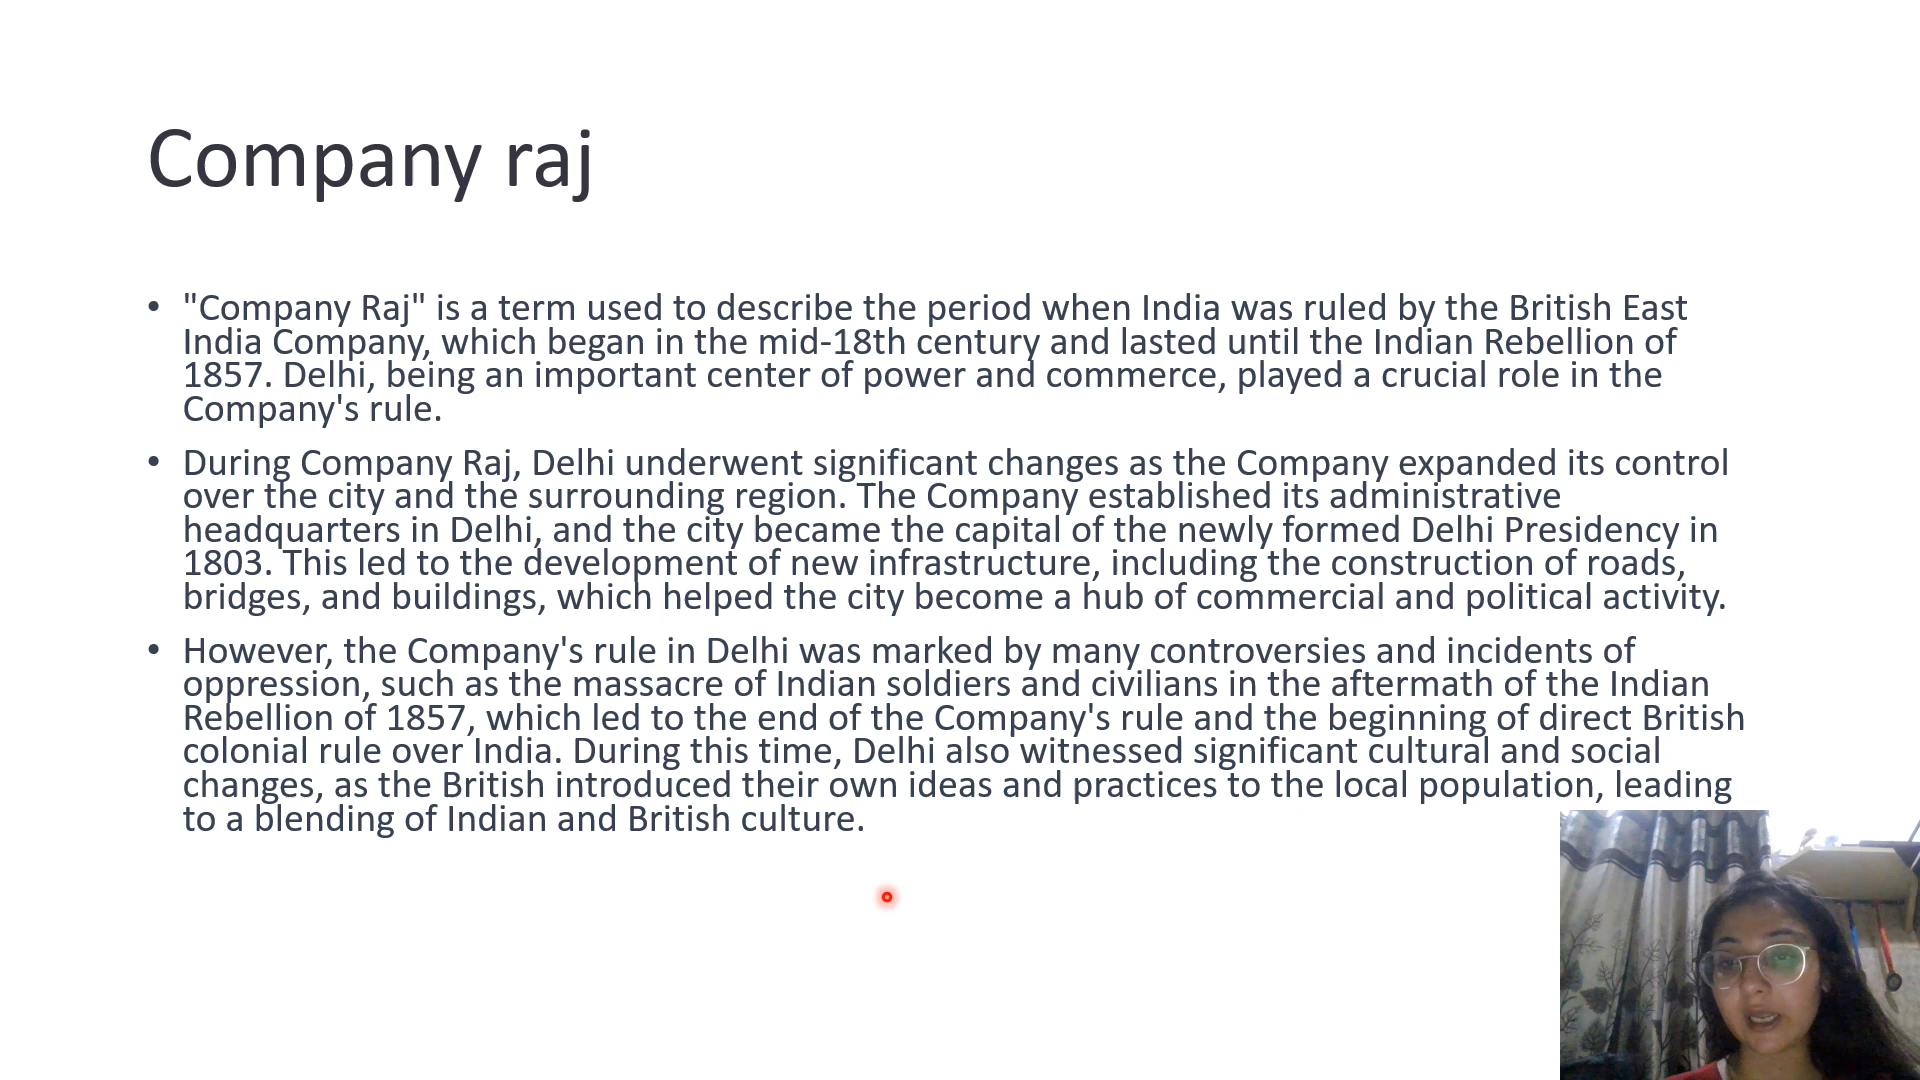 Company raj
• "Company Raj" is a term used to describe the period when India was ruled by the British East
India Company, which began in the mid-18th century and lasted until the Indian Rebellion of
1857. Delhi, being an important center of power and commerce, played a crucial role in the
Company's rule.
• During Company Raj, Delhi underwent significant changes as the Company expanded its control
over the city and the surrounding region. The Company established its administrative
headquarters in Delhi, and the city became the capital of the newly formed Delhi Presidency in
1803. This led to the development of new infrastructure, including the construction of roads,
bridges, and buildings, which helped the city become a hub of commercial and political activity.
• However, the Company's rule in Delhi was marked by many controversies and incidents of
oppression, such as the massacre of Indian soldiers and civilians in the aftermath of the Indian
Rebellion of 1857, which led to the end of the Company's rule and the beginning of direct British
colonial rule over India. During this time, Delhi also witnessed significant cultural and social
changes, as the British introduced their own ideas and practices to the local population, leading
to a blending of Indian and British culture.